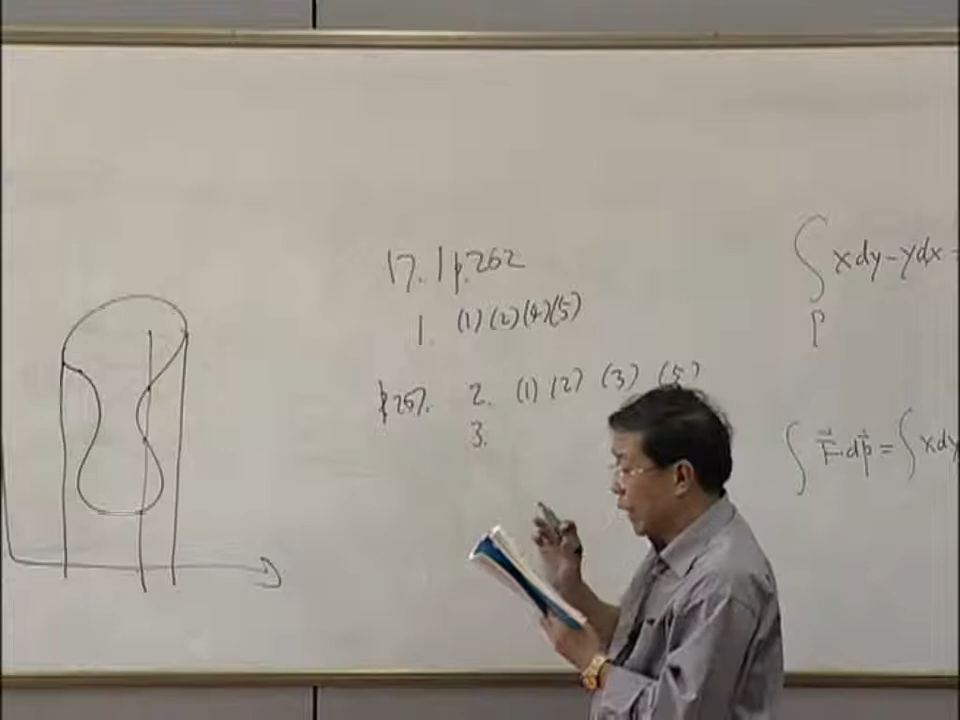 17.1 p.262
1. (1)(2)(4)(5)
p267. 2. (1) (2) (3) (5)
3.
∫ xdy-ydx =
p
∫ F⃗·dp⃗ = ∫ xdy